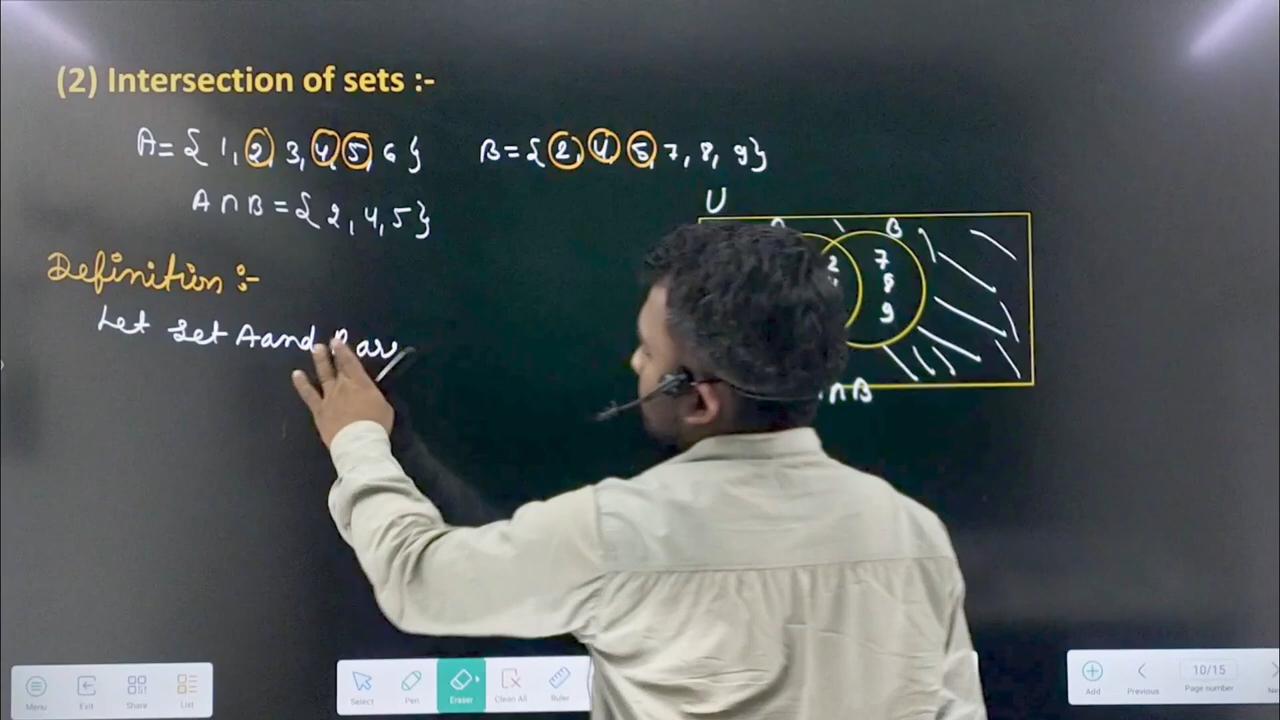 (2) Intersection of sets :-
A = { 1, 2, 3, 4, 5, 6 } B = { 2, 4, 5, 7, 8, 9 }
A ∩ B = { 2, 4, 5 }
U
B
2 7
8
9
∩ B
Definition :-
Let set A and B ar
Menu Exit Share List Select Pen Eraser Clean All Ruler Add Previous 10/15 Page number